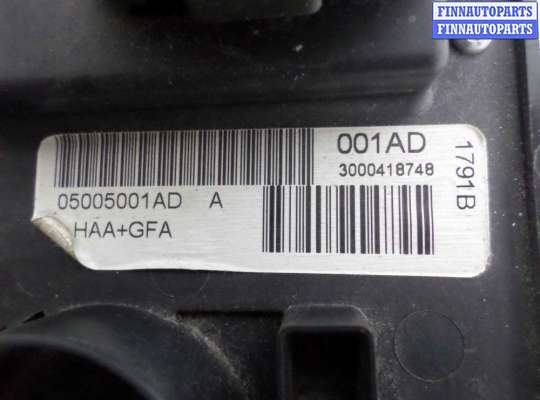 FINNAUTOPARTS
FINNAUTOPARTS
001AD
3000418748
1791B
05005001AD A
HAA+GFA